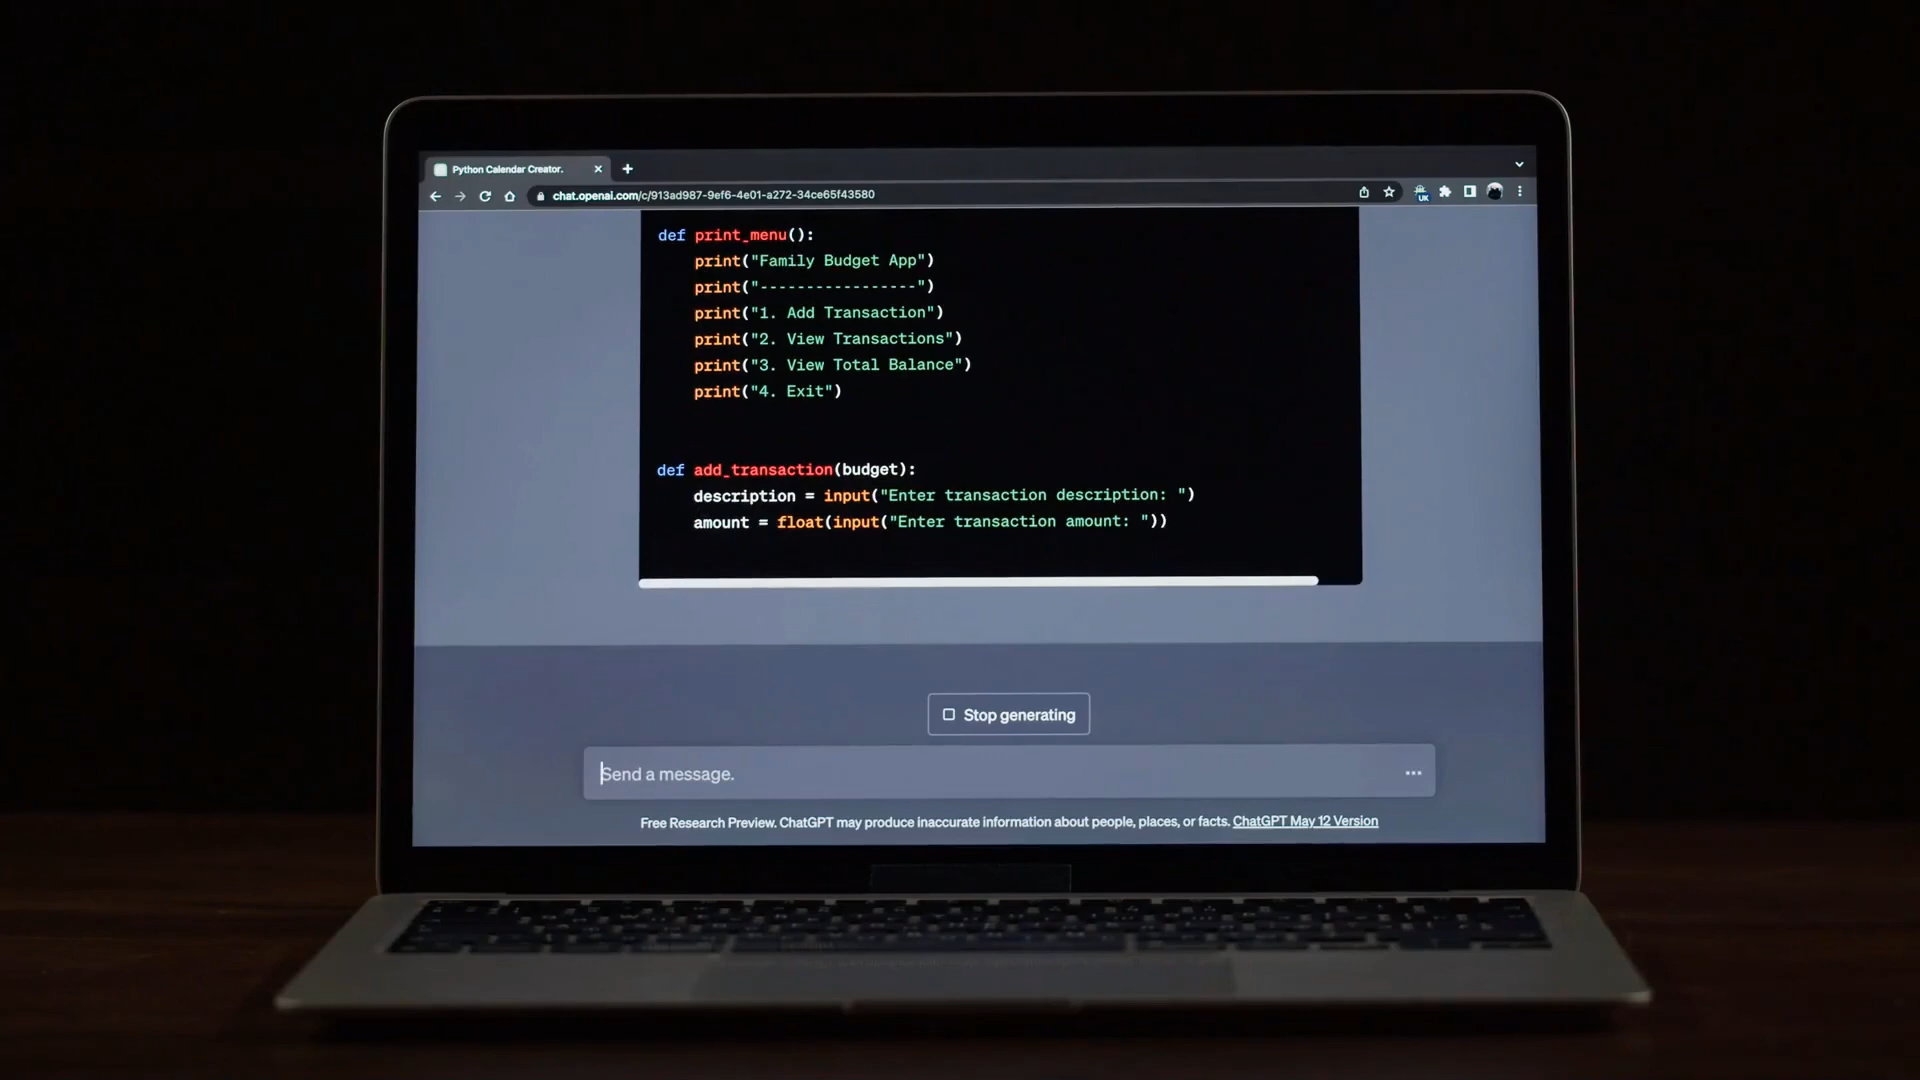 Python Calendar Creator.
chat.openai.com/c/913ad987-9ef6-4e01-a272-34ce65f43580
UK
def print_menu():
print("Family Budget App")
print("-----------------")
print("1. Add Transaction")
print("2. View Transactions")
print("3. View Total Balance")
print("4. Exit")
def add_transaction(budget):
description = input("Enter transaction description: ")
amount = float(input("Enter transaction amount: "))
Stop generating
Send a message.
Free Research Preview. ChatGPT may produce inaccurate information about people, places, or facts. ChatGPT May 12 Version